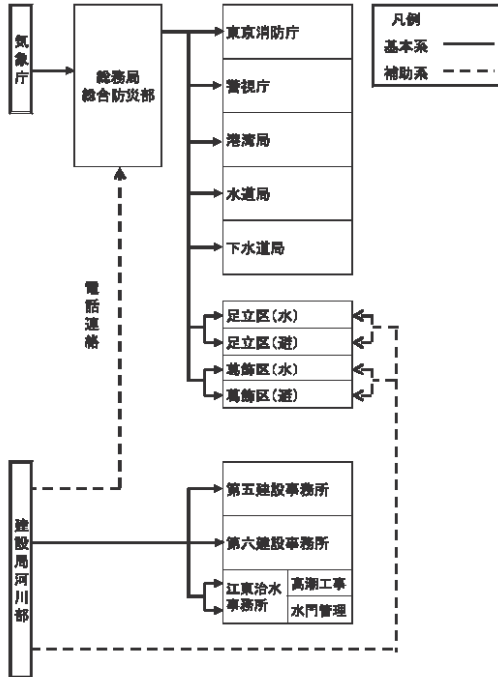 気象庁
総務局
総合防災部
東京消防庁
警視庁
港湾局
水道局
下水道局
足立区(水)
足立区(避)
葛飾区(水)
葛飾区(避)
凡例
基本系
補助系
電話連絡
建設局河川部
第五建設事務所
第六建設事務所
江東治水
事務所
高潮工事
水門管理